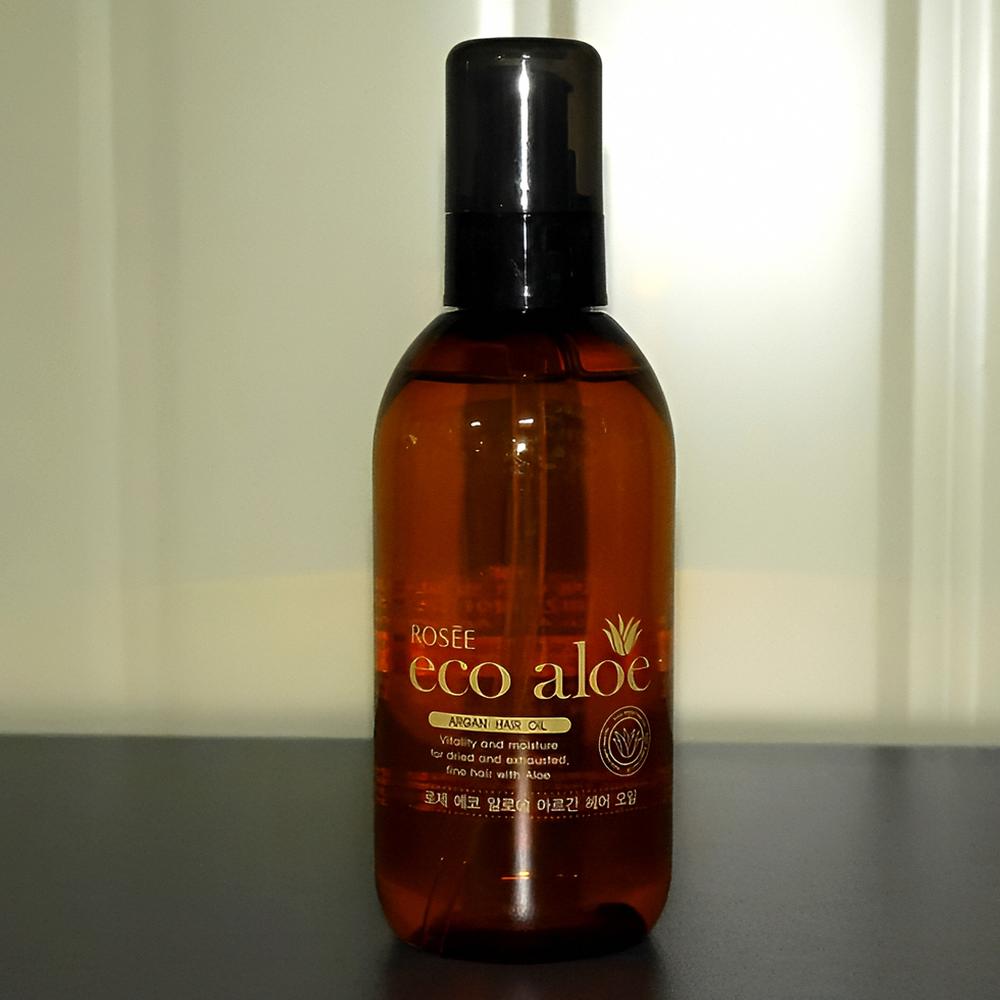 ROSĒE
eco aloe
ARGAN HAIR OIL
Vitality and moisture
for dried and exhausted,
fine hair with Aloe
로제 에코 알로에 아르간 헤어 오일